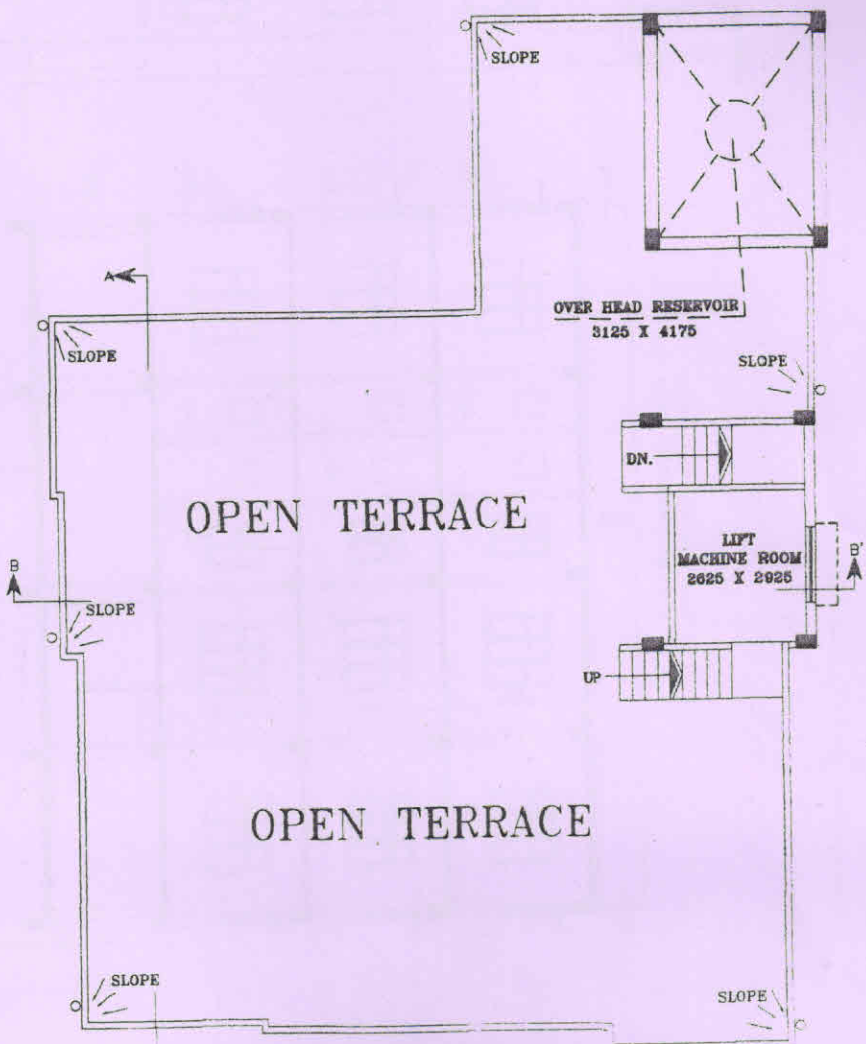 SLOPE
A
OVER HEAD RESERVOIR
3125 X 4175
SLOPE
SLOPE
DN.
OPEN TERRACE
LIFT
MACHINE ROOM
2625 X 2925
B
B'
SLOPE
UP
OPEN TERRACE
SLOPE
SLOPE